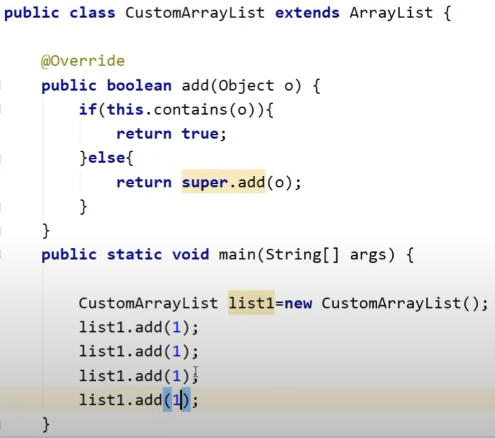 public class CustomArrayList extends ArrayList {
@Override
public boolean add(Object o) {
if(this.contains(o)){
return true;
}else{
return super.add(o);
}
}
public static void main(String[] args) {
CustomArrayList list1=new CustomArrayList();
list1.add(1);
list1.add(1);
list1.add(1);
list1.add(1);
}